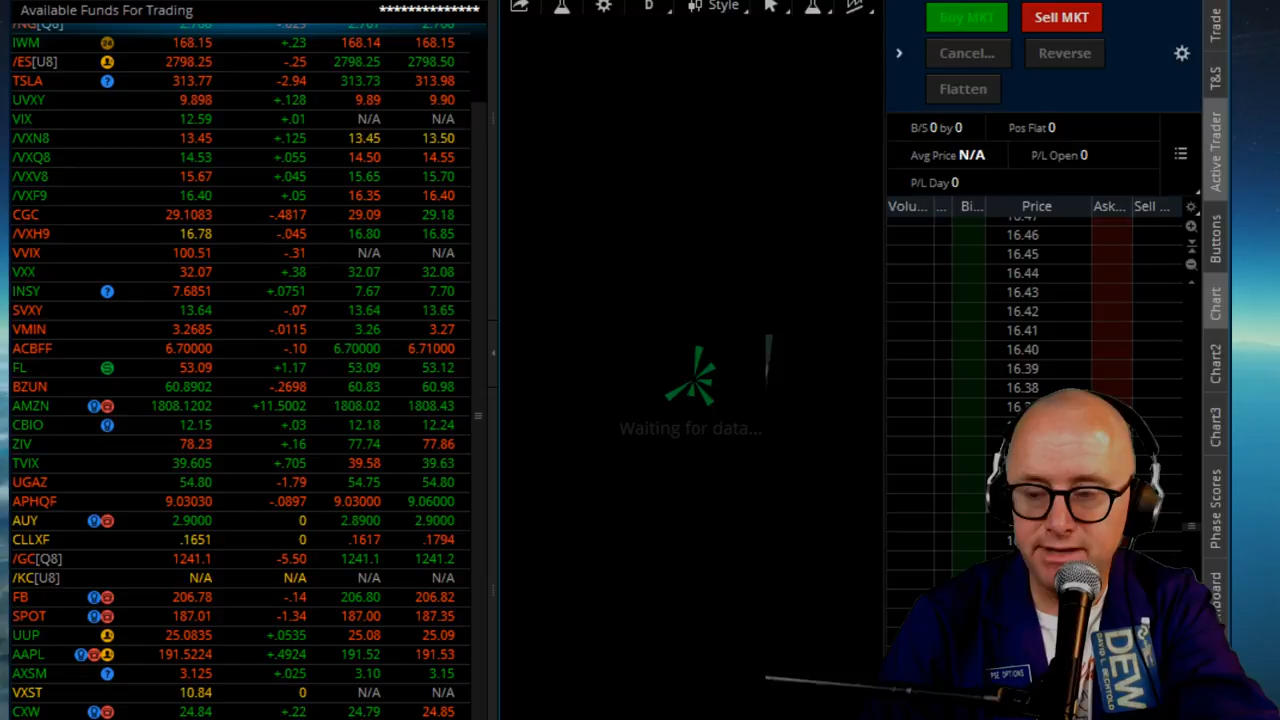 Available Funds For Trading **************
D Style
IWM 168.15 +.23 168.14 168.15
/ES[U8] 2798.25 -.25 2798.25 2798.50
TSLA 313.77 -2.94 313.73 313.98
UVXY 9.898 +.128 9.89 9.90
VIX 12.59 +.01 N/A N/A
/VXN8 13.45 +.125 13.45 13.50
/VXQ8 14.53 +.055 14.50 14.55
/VXV8 15.67 +.045 15.65 15.70
/VXF9 16.40 +.05 16.35 16.40
CGC 29.1083 -.4817 29.09 29.18
/VXH9 16.78 -.045 16.80 16.85
VVIX 100.51 -.31 N/A N/A
VXX 32.07 +.38 32.07 32.08
INSY 7.6851 +.0751 7.67 7.70
SVXY 13.64 -.07 13.64 13.65
VMIN 3.2685 -.0115 3.26 3.27
ACBFF 6.70000 -.10 6.70000 6.71000
FL 53.09 +1.17 53.09 53.12
BZUN 60.8902 -.2698 60.83 60.98
AMZN 1808.1202 +11.5002 1808.02 1808.43
CBIO 12.15 +.03 12.18 12.24
ZIV 78.23 +.16 77.74 77.86
TVIX 39.605 +.705 39.58 39.63
UGAZ 54.80 -1.79 54.75 54.80
APHQF 9.03030 -.0897 9.03000 9.06000
AUY 2.9000 0 2.8900 2.9000
CLLXF .1651 0 .1617 .1794
/GC[Q8] 1241.1 -5.50 1241.1 1241.2
/KC[U8] N/A N/A N/A N/A
FB 206.78 -.14 206.80 206.82
SPOT 187.01 -1.34 187.00 187.35
UUP 25.0835 +.0535 25.08 25.09
AAPL 191.5224 +.4924 191.52 191.53
AXSM 3.125 +.025 3.10 3.15
VXST 10.84 0 N/A N/A
CXW 24.84 +.22 24.79 24.85
Waiting for data...
Buy MKT Sell MKT
Cancel... Reverse
Flatten
B/S 0 by 0 Pos Flat 0
Avg Price N/A P/L Open 0
P/L Day 0
Volu... ... Bi... Price Ask... Sell ...
16.46
16.45
16.44
16.43
16.42
16.41
16.40
16.39
16.38
Trade
T&S
Active Trader
Buttons
Chart
Chart2
Chart3
Phase Scores
PSE OPTIONS
DEW
DAVID L. BECHTOLD